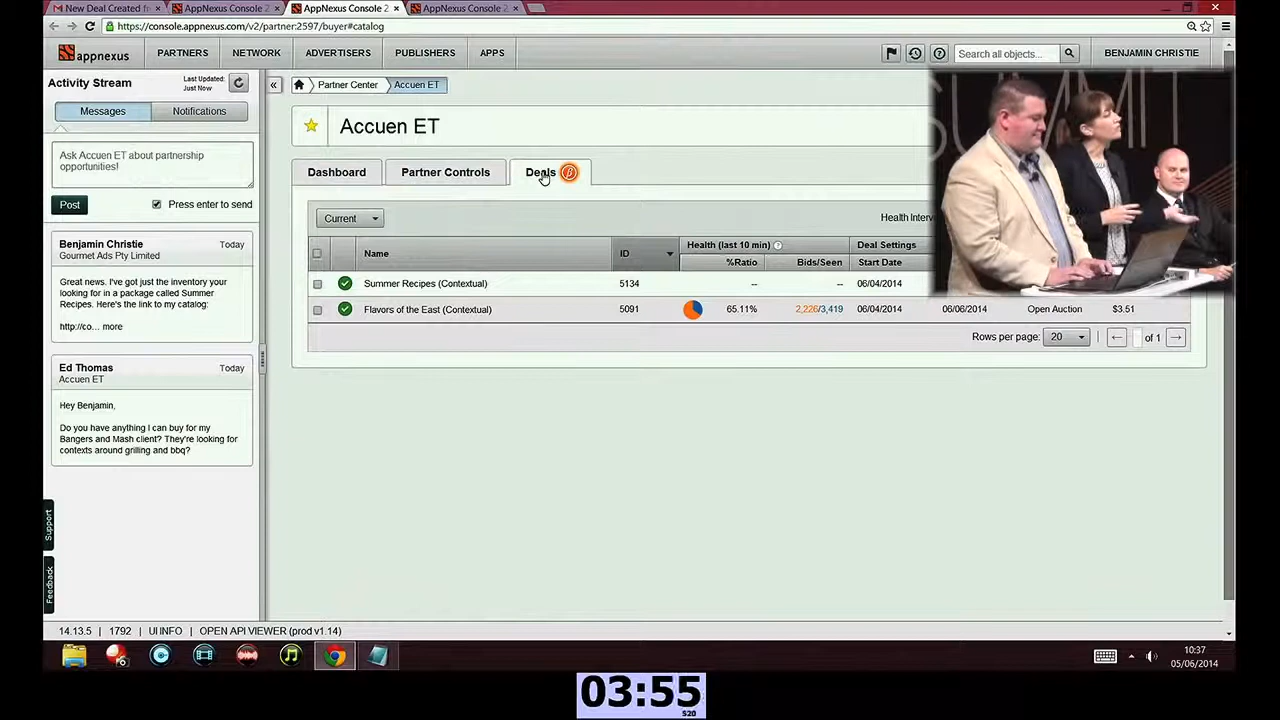 New Deal Created fr
AppNexus Console 2
AppNexus Console 2
AppNexus Console 2
https://console.appnexus.com/v2/partner:2597/buyer#catalog
appnexus
PARTNERS
NETWORK
ADVERTISERS
PUBLISHERS
APPS
Search all objects...
BENJAMIN CHRISTIE
Activity Stream
Last Updated:
Just Now
Messages
Notifications
Ask Accuen ET about partnership
opportunities!
Post
Press enter to send
Benjamin Christie
Today
Gourmet Ads Pty Limited
Great news. I've got just the inventory your
looking for in a package called Summer
Recipes. Here's the link to my catalog:
http://co... more
Ed Thomas
Today
Accuen ET
Hey Benjamin,
Do you have anything I can buy for my
Bangers and Mash client? They're looking for
contexts around grilling and bbq?
Support
Feedback
Partner Center
Accuen ET
Accuen ET
Dashboard
Partner Controls
Deals β
Current
Health Interv
Name
ID
Health (last 10 min)
Deal Settings
%Ratio
Bids/Seen
Start Date
Summer Recipes (Contextual)
5134
--
--
06/04/2014
Flavors of the East (Contextual)
5091
65.11%
2,226/3,419
06/04/2014
06/06/2014
Open Auction
$3.51
Rows per page:
20
of 1
SUMMIT
14.13.5 | 1792 | UI INFO | OPEN API VIEWER (prod v1.14)
10:37
05/06/2014
03:55
S20